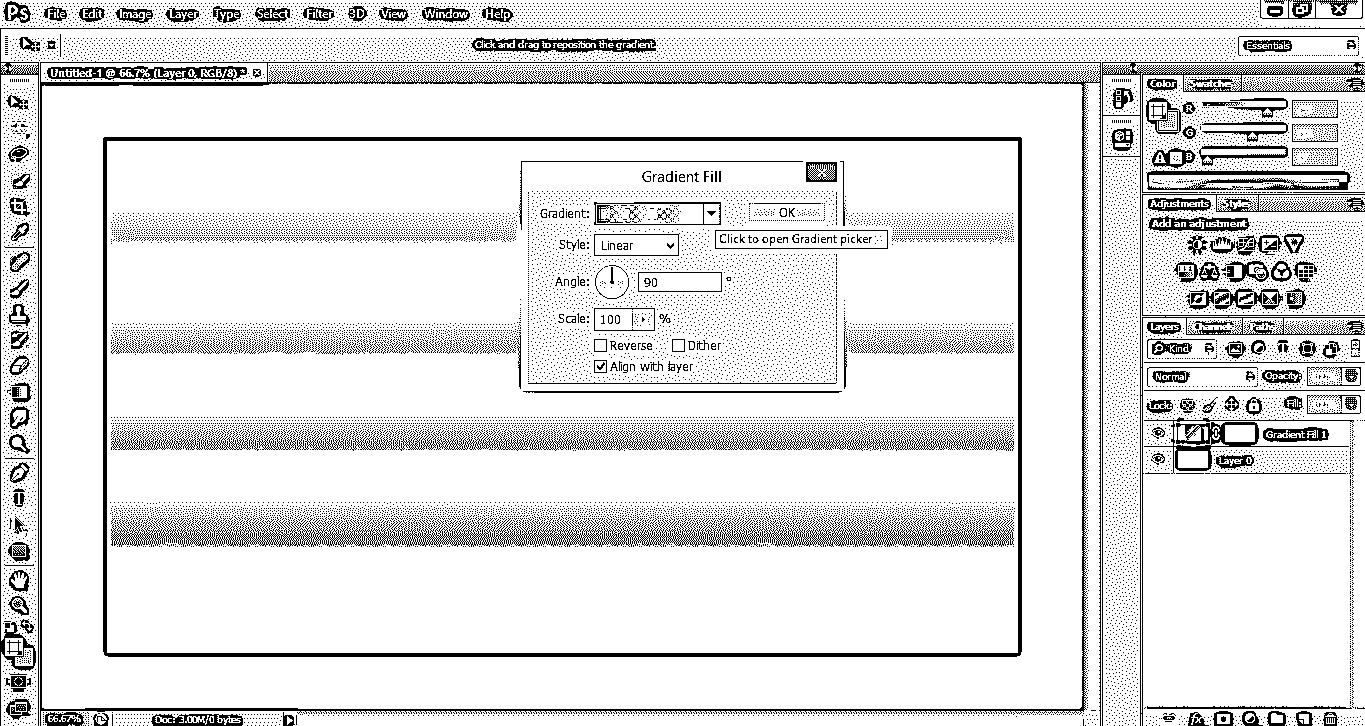 Ps File Edit Image Layer Type Select Filter 3D View Window Help
Click and drag to reposition the gradient.
Essentials
Untitled-1 @ 66.7% (Layer 0, RGB/8) *
Color Swatches
R
G
B
Gradient Fill
Gradient:
OK
Click to open Gradient picker
Style: Linear
Angle: 90 °
Scale: 100 %
Reverse Dither
Align with layer
Adjustments Styles
Add an adjustment
Layers Channels Paths
Kind
Normal Opacity:
Lock: Fill:
Gradient Fill 1
Layer 0
fx
66.67% Doc: 3.00M/0 bytes